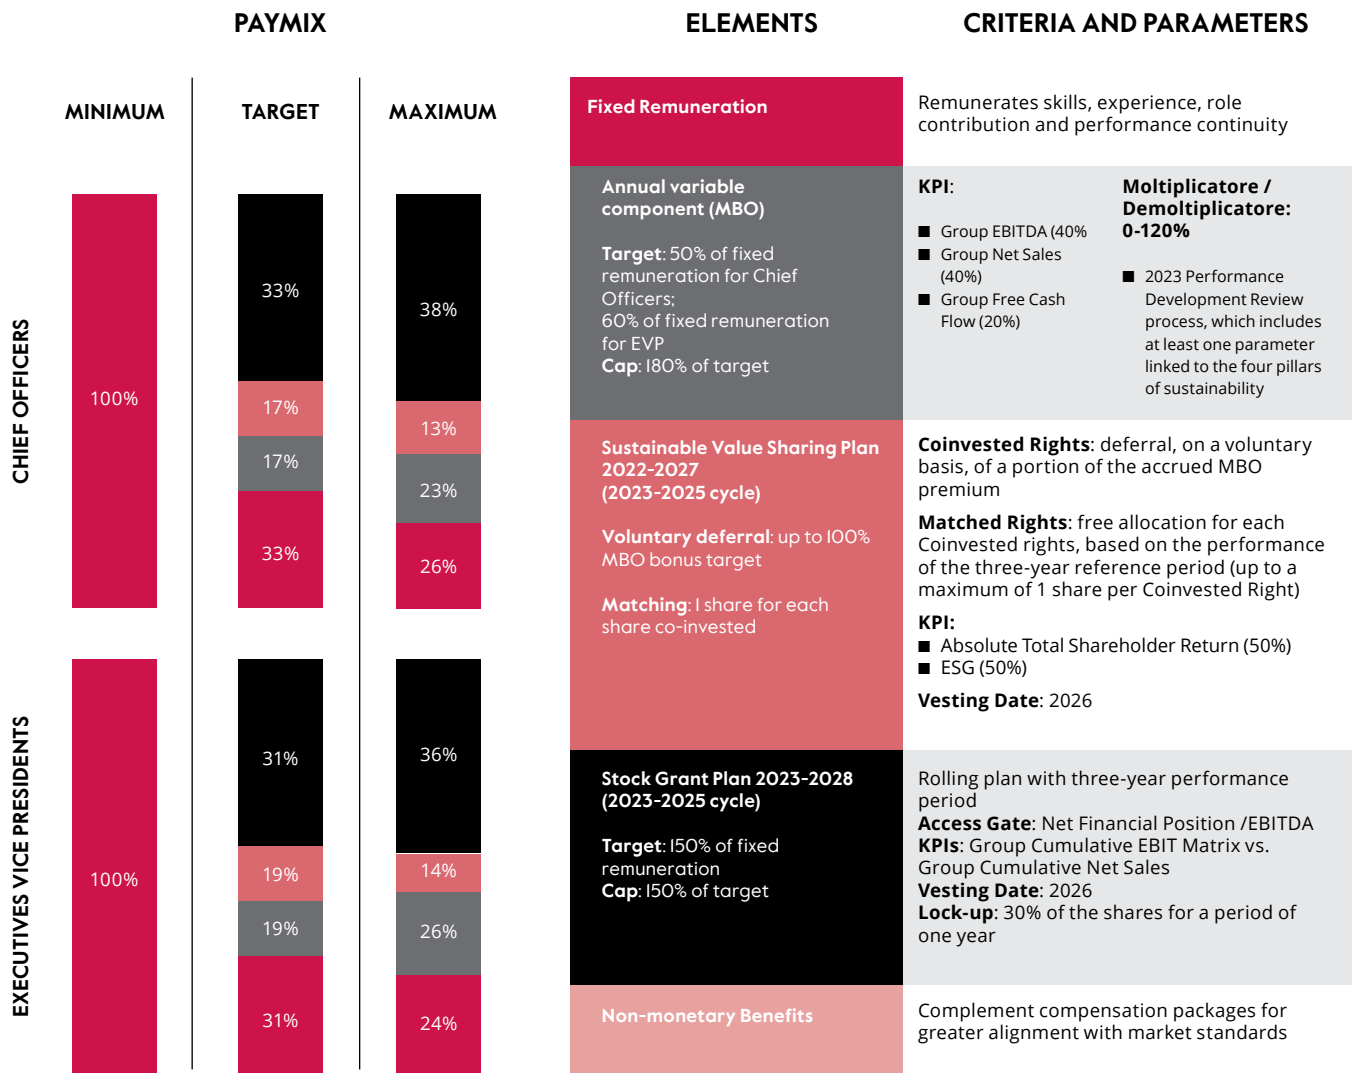 PAYMIX
ELEMENTS
CRITERIA AND PARAMETERS
MINIMUM
TARGET
MAXIMUM
CHIEF OFFICERS
100%
33%
17%
17%
33%
38%
13%
23%
26%
EXECUTIVES VICE PRESIDENTS
100%
31%
19%
19%
31%
36%
14%
26%
24%
Fixed Remuneration
Remunerates skills, experience, role
contribution and performance continuity
Annual variable
component (MBO)
Target: 50% of fixed
remuneration for Chief
Officers;
60% of fixed remuneration
for EVP
Cap: 180% of target
KPI:
■ Group EBITDA (40%
■ Group Net Sales
(40%)
■ Group Free Cash
Flow (20%)
Moltiplicatore /
Demoltiplicatore:
0-120%
■ 2023 Performance
Development Review
process, which includes
at least one parameter
linked to the four pillars
of sustainability
Sustainable Value Sharing Plan
2022-2027
(2023-2025 cycle)
Voluntary deferral: up to 100%
MBO bonus target
Matching: 1 share for each
share co-invested
Coinvested Rights: deferral, on a voluntary
basis, of a portion of the accrued MBO
premium
Matched Rights: free allocation for each
Coinvested rights, based on the performance
of the three-year reference period (up to a
maximum of 1 share per Coinvested Right)
KPI:
■ Absolute Total Shareholder Return (50%)
■ ESG (50%)
Vesting Date: 2026
Stock Grant Plan 2023-2028
(2023-2025 cycle)
Target: 150% of fixed
remuneration
Cap: 150% of target
Rolling plan with three-year performance
period
Access Gate: Net Financial Position /EBITDA
KPIs: Group Cumulative EBIT Matrix vs.
Group Cumulative Net Sales
Vesting Date: 2026
Lock-up: 30% of the shares for a period of
one year
Non-monetary Benefits
Complement compensation packages for
greater alignment with market standards